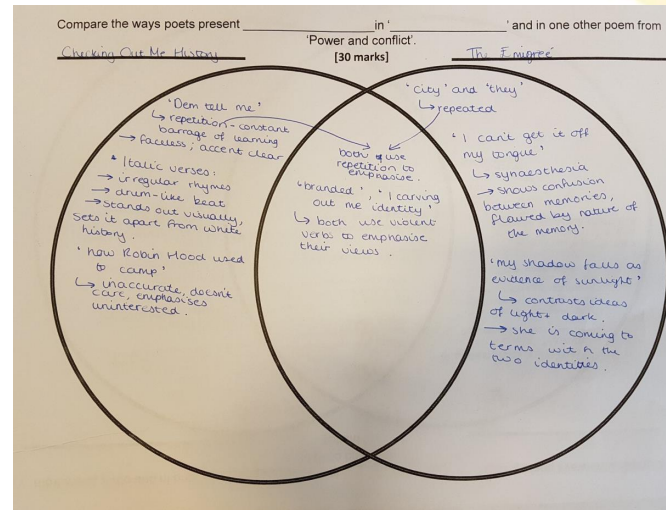 Compare the ways poets present ____________________in '__________________' and in one other poem from
'Power and conflict'.
[30 marks]
Checking Out Me History
The Émigreé
'Dem tell me'
↳ repetition - constant
barrage of learning
→ faceless; accent clear
* Italic verses:
→ irregular rhymes
→ drum-like beat
→ stands out visually,
sets it apart from white
history.
'how Robin Hood used
to camp'
↳ inaccurate, doesn't
care, emphasises
uninterested.
both use
repetition to
emphasise.
'branded', 'I carving
out me identity'
↳ both use violent
verbs to emphasise
their views.
'city' and 'they'
↳ repeated
'I can't get it off
my tongue'
↳ synaesthesia
→ shows confusion
between memories,
flawed by nature of
the memory.
'my shadow falls as
evidence of sunlight'
↳ contrasts ideas
of light + dark.
→ she is coming to
terms with the
two identities.